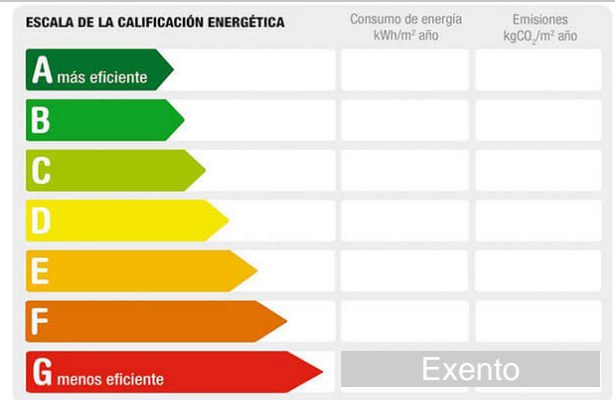 ESCALA DE LA CALIFICACIÓN ENERGÉTICA
Consumo de energía
kWh/m² año
Emisiones
kgCO₂/m² año
A más eficiente
B
C
D
E
F
G menos eficiente
Exento